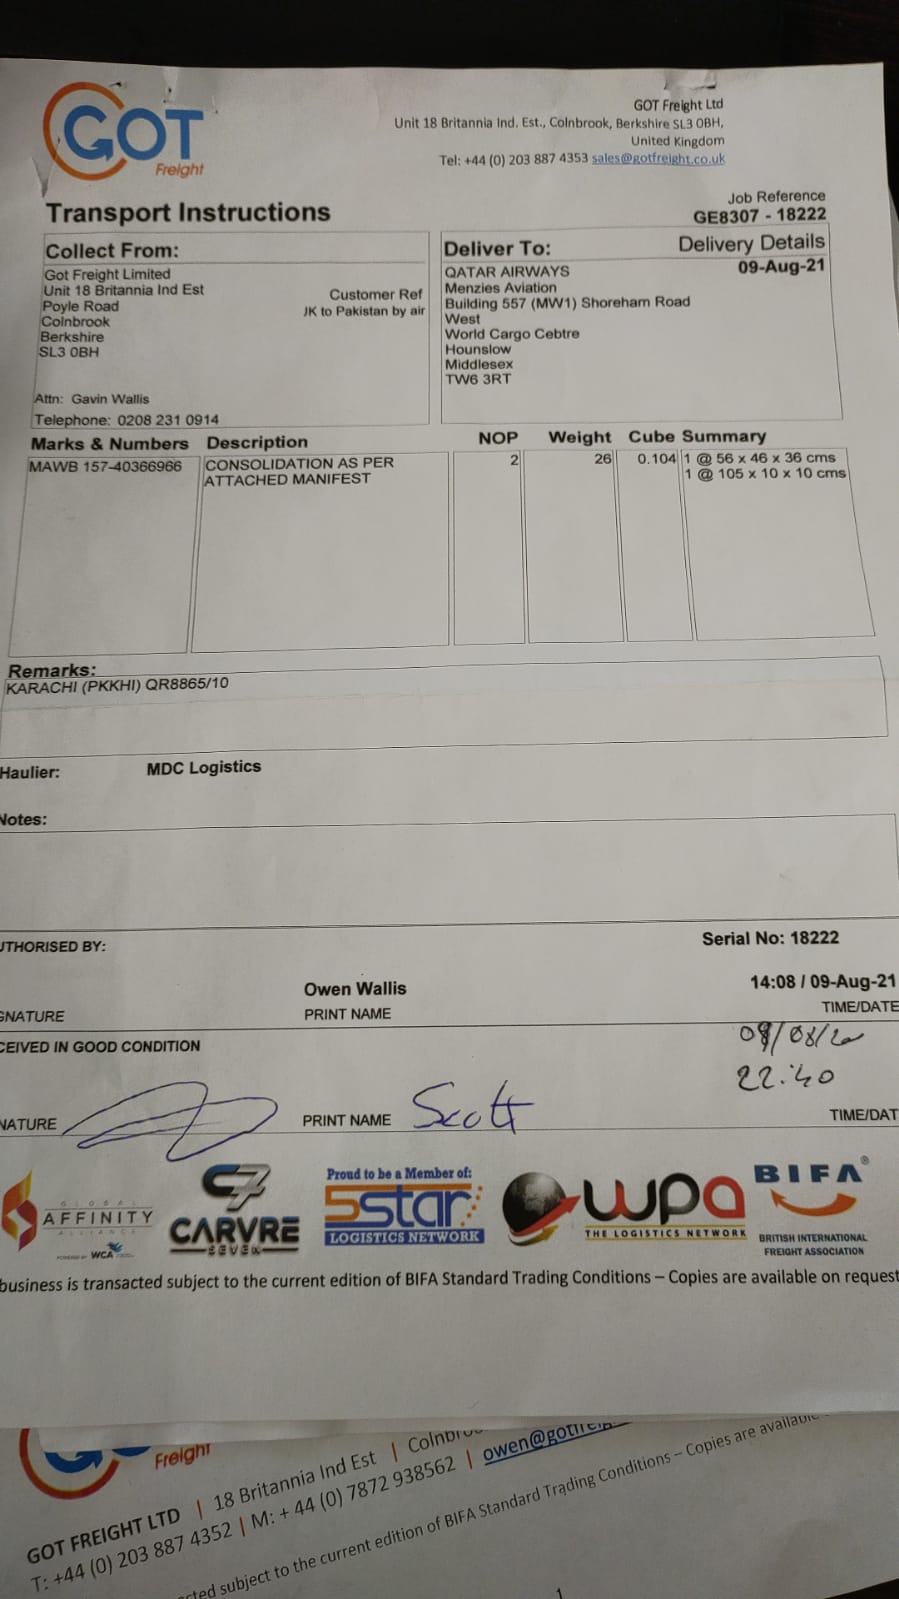 GOT
Freight
GOT Freight Ltd
Unit 18 Britannia Ind. Est., Colnbrook, Berkshire SL3 0BH,
United Kingdom
Tel: +44 (0) 203 887 4353 sales@gotfreight.co.uk
Transport Instructions
Job Reference
GE8307 - 18222
Collect From:
Got Freight Limited
Unit 18 Britannia Ind Est
Poyle Road
Colnbrook
Berkshire
SL3 0BH
Customer Ref
JK to Pakistan by air
Attn: Gavin Wallis
Telephone: 0208 231 0914
Deliver To:
Delivery Details
09-Aug-21
QATAR AIRWAYS
Menzies Aviation
Building 557 (MW1) Shoreham Road
West
World Cargo Cebtre
Hounslow
Middlesex
TW6 3RT
Marks & Numbers Description NOP Weight Cube Summary
MAWB 157-40366966 CONSOLIDATION AS PER 2 26 0.104 1 @ 56 x 46 x 36 cms
ATTACHED MANIFEST 1 @ 105 x 10 x 10 cms
Remarks:
KARACHI (PKKHI) QR8865/10
Haulier: MDC Logistics
Notes:
UTHORISED BY:
Serial No: 18222
Owen Wallis 14:08 / 09-Aug-21
GNATURE PRINT NAME TIME/DATE
CEIVED IN GOOD CONDITION
22:40
NATURE PRINT NAME Scott TIME/DAT
GLOBAL
AFFINITY
ALLIANCE
POWERED BY WCA
C7
CARVRE
SEVEN
Proud to be a Member of:
5star
LOGISTICS NETWORK
wpa
THE LOGISTICS NETWORK
BIFA®
BRITISH INTERNATIONAL
FREIGHT ASSOCIATION
business is transacted subject to the current edition of BIFA Standard Trading Conditions – Copies are available on request
Freight
GOT FREIGHT LTD | 18 Britannia Ind Est | Colnbro
T: +44 (0) 203 887 4352 | M: + 44 (0) 7872 938562 | owen@gotfreig
cted subject to the current edition of BIFA Standard Trading Conditions – Copies are available
1